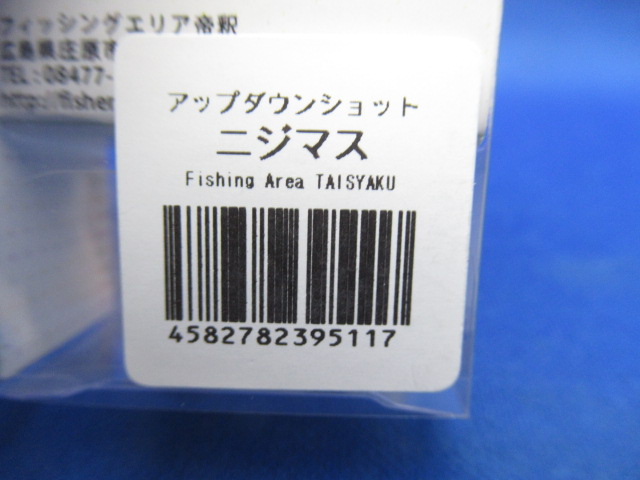 フィッシングエリア帝釈
広島県庄原市
TEL:08477-
http://fisher
アップダウンショット
ニジマス
Fishing Area TAISYAKU
4582782395117